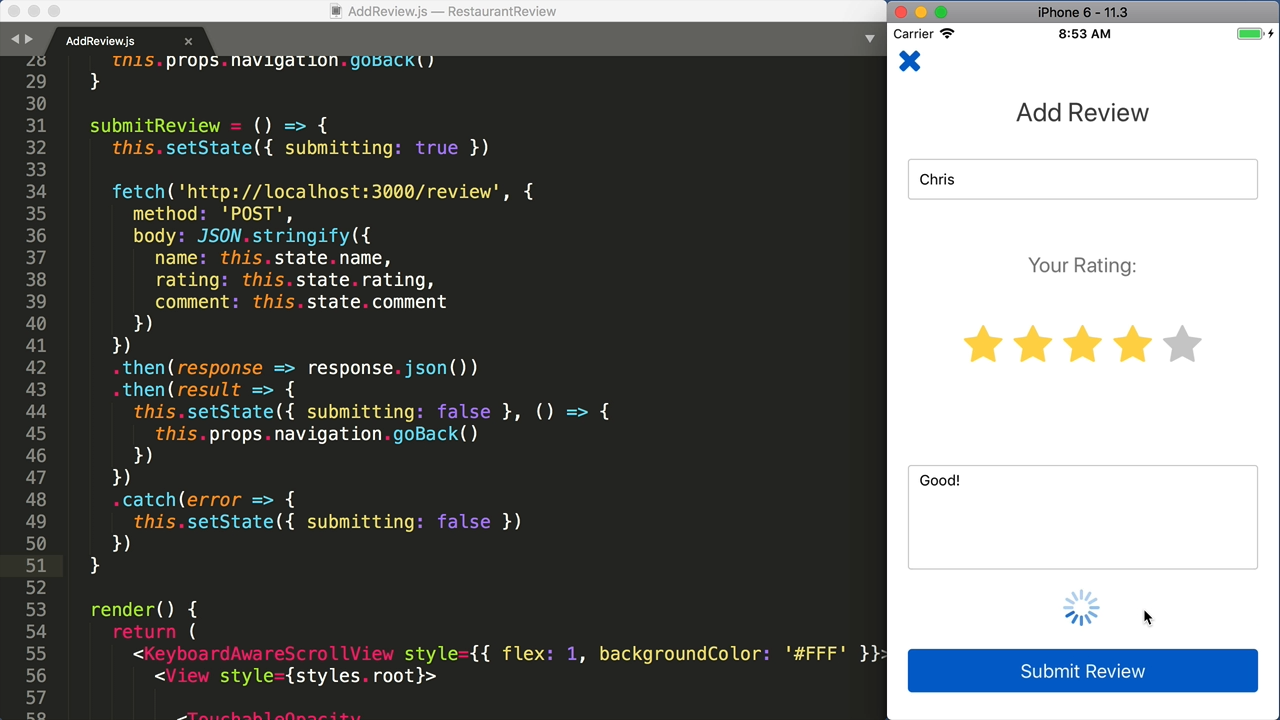 AddReview.js — RestaurantReview
AddReview.js
28 this.props.navigation.goBack()
29 }
30
31 submitReview = () => {
32 this.setState({ submitting: true })
33
34 fetch('http://localhost:3000/review', {
35 method: 'POST',
36 body: JSON.stringify({
37 name: this.state.name,
38 rating: this.state.rating,
39 comment: this.state.comment
40 })
41 })
42 .then(response => response.json())
43 .then(result => {
44 this.setState({ submitting: false }, () => {
45 this.props.navigation.goBack()
46 })
47 })
48 .catch(error => {
49 this.setState({ submitting: false })
50 })
51 }
52
53 render() {
54 return (
55 <KeyboardAwareScrollView style={{ flex: 1, backgroundColor: '#FFF' }}>
56 <View style={styles.root}>
57
58 <TouchableOpacity
iPhone 6 - 11.3
Carrier 8:53 AM
Add Review
Chris
Your Rating:
Good!
Submit Review